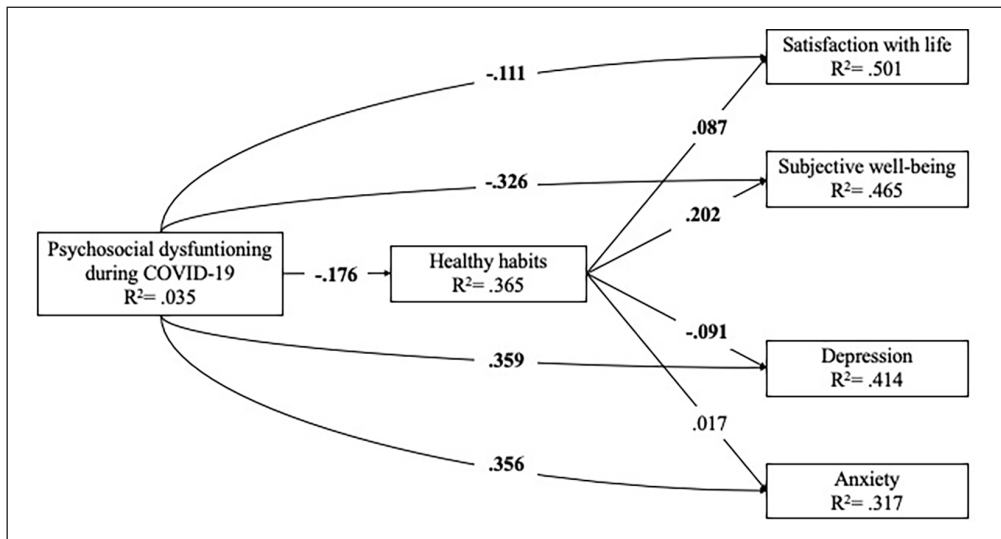 Satisfaction with life
R²= .501
-.111
.087
Subjective well-being
R²= .465
-.326
.202
Psychosocial dysfuntioning
during COVID-19
R²= .035
-.176
Healthy habits
R²= .365
-.091
.359
Depression
R²= .414
.017
.356
Anxiety
R²= .317